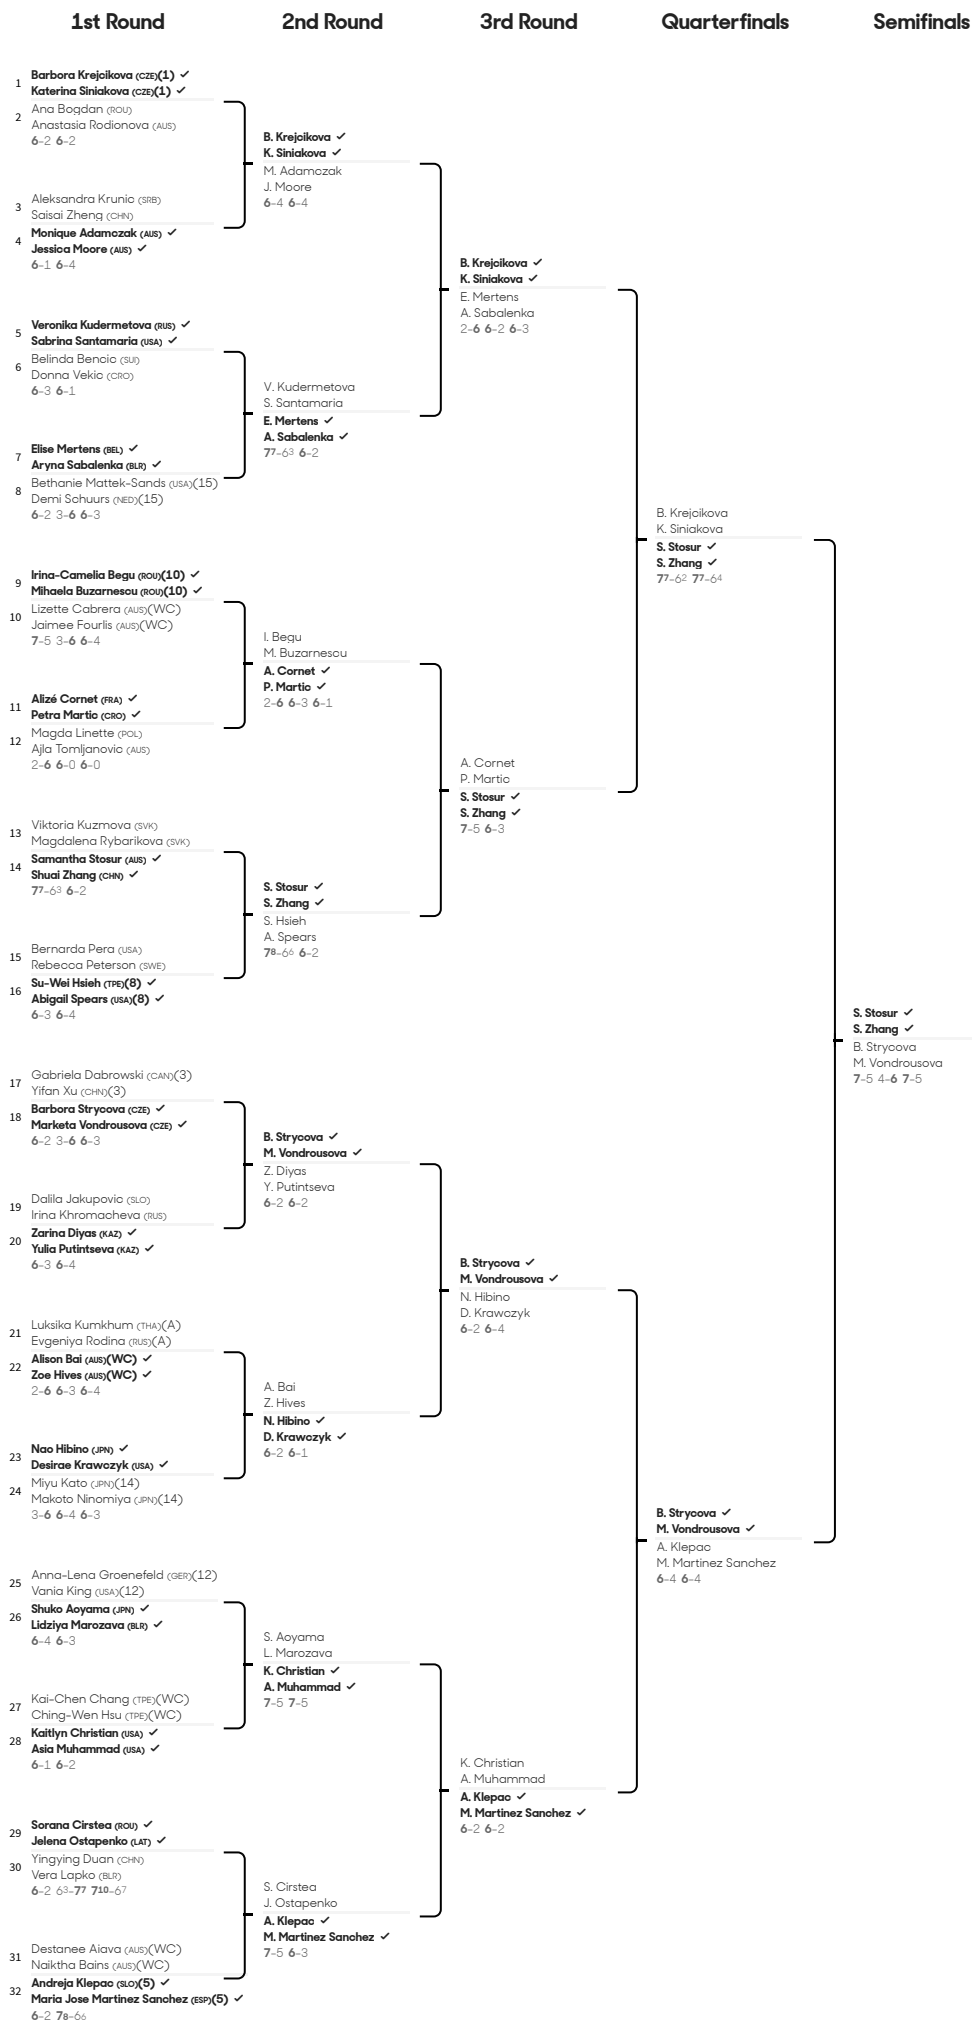 1st Round
2nd Round
3rd Round
Quarterfinals
Semifinals
1
Barbora Krejcikova (CZE)(1) ✓
Katerina Siniakova (CZE)(1) ✓
2
Ana Bogdan (ROU)
Anastasia Rodionova (AUS)
6-2 6-2
3
Aleksandra Krunic (SRB)
Saisai Zheng (CHN)
4
Monique Adamczak (AUS) ✓
Jessica Moore (AUS) ✓
6-1 6-4
5
Veronika Kudermetova (RUS) ✓
Sabrina Santamaria (USA) ✓
6
Belinda Bencic (SUI)
Donna Vekic (CRO)
6-3 6-1
7
Elise Mertens (BEL) ✓
Aryna Sabalenka (BLR) ✓
8
Bethanie Mattek-Sands (USA)(15)
Demi Schuurs (NED)(15)
6-2 3-6 6-3
9
Irina-Camelia Begu (ROU)(10) ✓
Mihaela Buzarnescu (ROU)(10) ✓
10
Lizette Cabrera (AUS)(WC)
Jaimee Fourlis (AUS)(WC)
7-5 3-6 6-4
11
Alizé Cornet (FRA) ✓
Petra Martic (CRO) ✓
12
Magda Linette (POL)
Ajla Tomljanovic (AUS)
2-6 6-0 6-0
13
Viktoria Kuzmova (SVK)
Magdalena Rybarikova (SVK)
14
Samantha Stosur (AUS) ✓
Shuai Zhang (CHN) ✓
7⁷-6³ 6-2
15
Bernarda Pera (USA)
Rebecca Peterson (SWE)
16
Su-Wei Hsieh (TPE)(8) ✓
Abigail Spears (USA)(8) ✓
6-3 6-4
17
Gabriela Dabrowski (CAN)(3)
Yifan Xu (CHN)(3)
18
Barbora Strycova (CZE) ✓
Marketa Vondrousova (CZE) ✓
6-2 3-6 6-3
19
Dalila Jakupovic (SLO)
Irina Khromacheva (RUS)
20
Zarina Diyas (KAZ) ✓
Yulia Putintseva (KAZ) ✓
6-3 6-4
21
Luksika Kumkhum (THA)(A)
Evgeniya Rodina (RUS)(A)
22
Alison Bai (AUS)(WC) ✓
Zoe Hives (AUS)(WC) ✓
2-6 6-3 6-4
23
Nao Hibino (JPN) ✓
Desirae Krawczyk (USA) ✓
24
Miyu Kato (JPN)(14)
Makoto Ninomiya (JPN)(14)
3-6 6-4 6-3
25
Anna-Lena Groenefeld (GER)(12)
Vania King (USA)(12)
26
Shuko Aoyama (JPN) ✓
Lidziya Marozava (BLR) ✓
6-4 6-3
27
Kai-Chen Chang (TPE)(WC)
Ching-Wen Hsu (TPE)(WC)
28
Kaitlyn Christian (USA) ✓
Asia Muhammad (USA) ✓
6-1 6-2
29
Sorana Cirstea (ROU) ✓
Jelena Ostapenko (LAT) ✓
30
Yingying Duan (CHN)
Vera Lapko (BLR)
6-2 6³-7⁷ 7¹⁰-6⁷
31
Destanee Aiava (AUS)(WC)
Naiktha Bains (AUS)(WC)
32
Andreja Klepac (SLO)(5) ✓
Maria Jose Martinez Sanchez (ESP)(5) ✓
6-2 7₈-6₆
B. Krejcikova ✓
K. Siniakova ✓
M. Adamczak
J. Moore
6-4 6-4
V. Kudermetova
S. Santamaria
E. Mertens ✓
A. Sabalenka ✓
7⁷-6³ 6-2
I. Begu
M. Buzarnescu
A. Cornet ✓
P. Martic ✓
2-6 6-3 6-1
S. Stosur ✓
S. Zhang ✓
S. Hsieh
A. Spears
7⁸-6⁶ 6-2
B. Strycova ✓
M. Vondrousova ✓
Z. Diyas
Y. Putintseva
6-2 6-2
A. Bai
Z. Hives
N. Hibino ✓
D. Krawczyk ✓
6-2 6-1
S. Aoyama
L. Marozava
K. Christian ✓
A. Muhammad ✓
7-5 7-5
S. Cirstea
J. Ostapenko
A. Klepac ✓
M. Martinez Sanchez ✓
7-5 6-3
B. Krejcikova ✓
K. Siniakova ✓
E. Mertens
A. Sabalenka
2-6 6-2 6-3
A. Cornet
P. Martic
S. Stosur ✓
S. Zhang ✓
7-5 6-3
B. Strycova ✓
M. Vondrousova ✓
N. Hibino
D. Krawczyk
6-2 6-4
K. Christian
A. Muhammad
A. Klepac ✓
M. Martinez Sanchez ✓
6-2 6-2
B. Krejcikova
K. Siniakova
S. Stosur ✓
S. Zhang ✓
7⁷-6² 7⁷-6⁴
B. Strycova ✓
M. Vondrousova ✓
A. Klepac
M. Martinez Sanchez
6-4 6-4
S. Stosur ✓
S. Zhang ✓
B. Strycova
M. Vondrousova
7-5 4-6 7-5